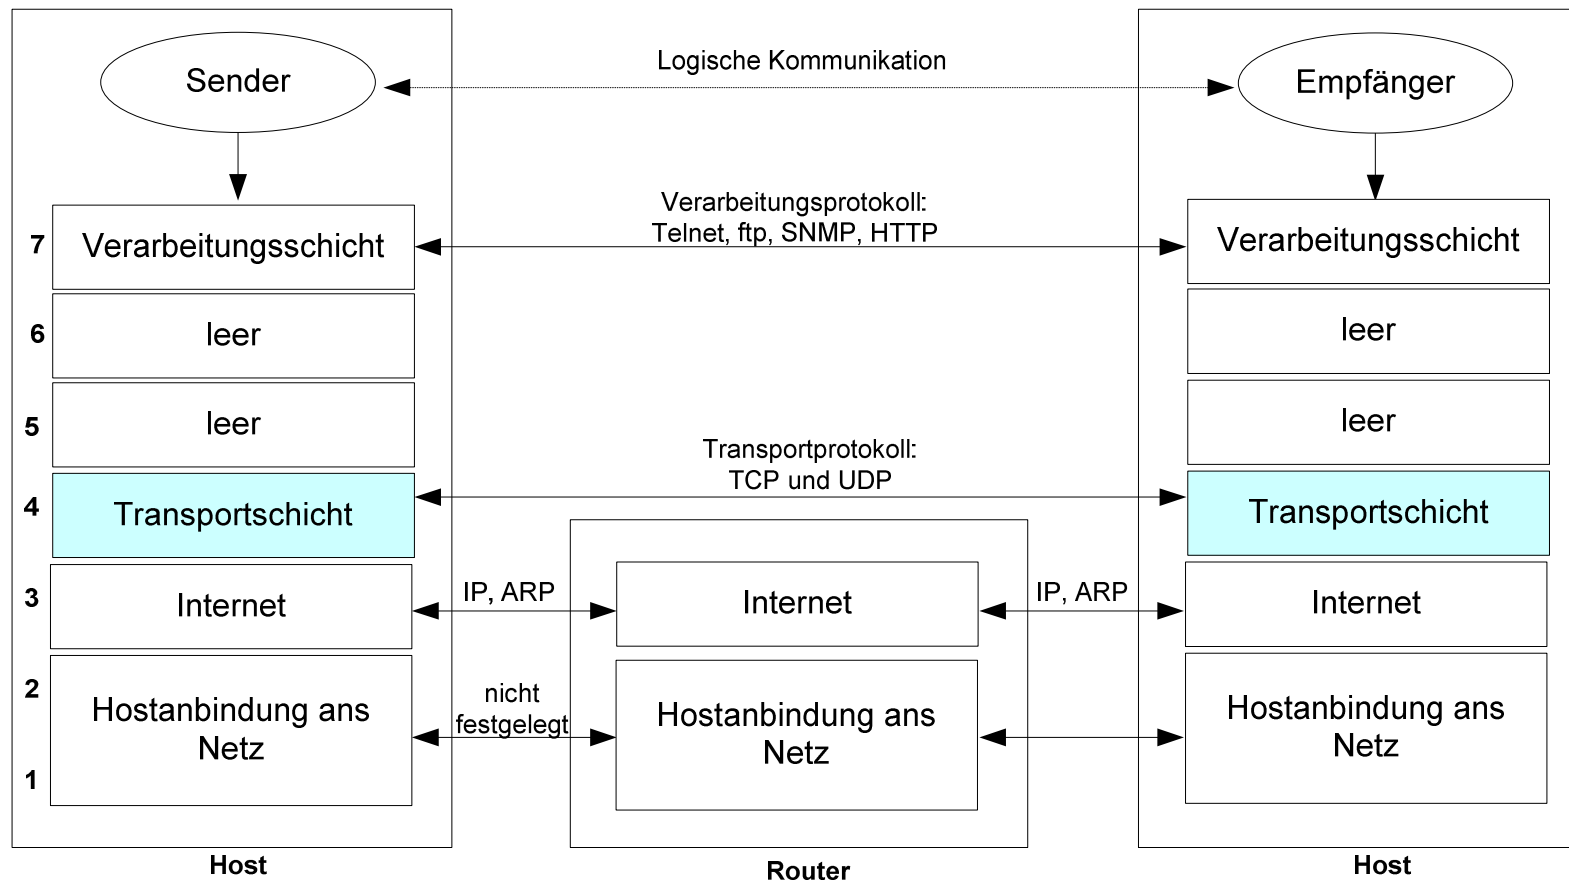 Logische Kommunikation
Sender
Empfänger
Verarbeitungsprotokoll:
Telnet, ftp, SNMP, HTTP
7
Verarbeitungsschicht
Verarbeitungsschicht
6
leer
leer
5
leer
leer
Transportprotokoll:
TCP und UDP
4
Transportschicht
Transportschicht
3
Internet
IP, ARP
Internet
IP, ARP
Internet
2
1
Hostanbindung ans
Netz
nicht
festgelegt
Hostanbindung ans
Netz
Hostanbindung ans
Netz
Host
Router
Host